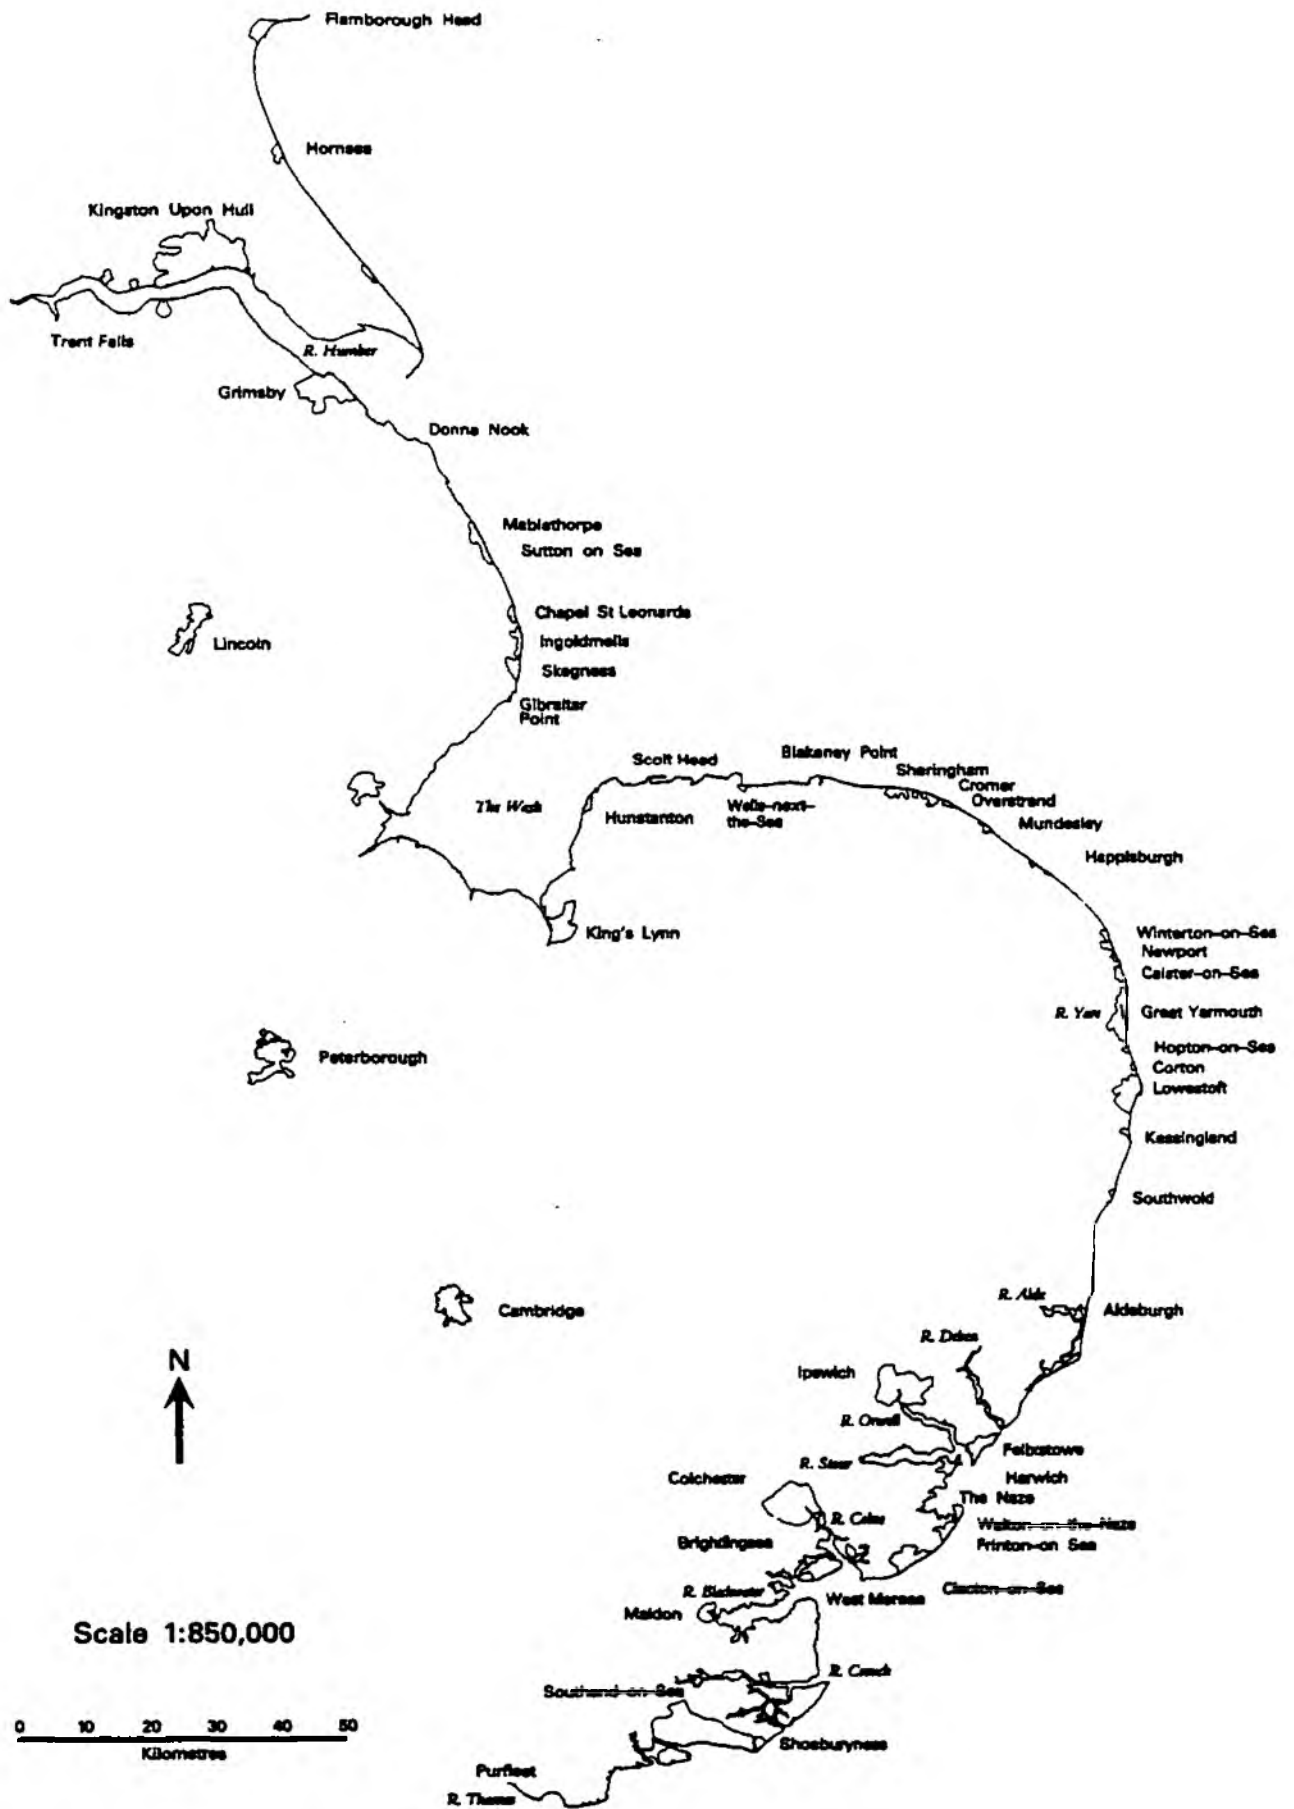 Flamborough Head
Hornsea
Kingston Upon Hull
Trent Falls
R. Humber
Grimsby
Donna Nook
Mablethorpe
Sutton on Sea
Chapel St Leonards
Lincoln
Ingoldmells
Skegness
Gibraltar
Point
Scolt Head
Blakeney Point
Sheringham
Cromer
Overstrand
The Wash
Hunstanton
Wells-next-
the-Sea
Mundesley
Happisburgh
King's Lynn
Winterton-on-Sea
Newport
Caister-on-Sea
R. Yare
Great Yarmouth
Hopton-on-Sea
Corton
Lowestoft
Peterborough
Kessingland
Southwold
Cambridge
R. Alde
Aldeburgh
R. Deben
N
Ipswich
R. Orwell
Felixstowe
R. Stour
Harwich
Colchester
The Naze
R. Colne
Walton-on-the-Naze
Frinton-on Sea
Brightlingsea
R. Blackwater
West Mersea
Clacton-on-Sea
Maldon
Scale 1:850,000
R. Crouch
Southend-on-Sea
0 10 20 30 40 50
Kilometres
Shoeburyness
Purfleet
R. Thames